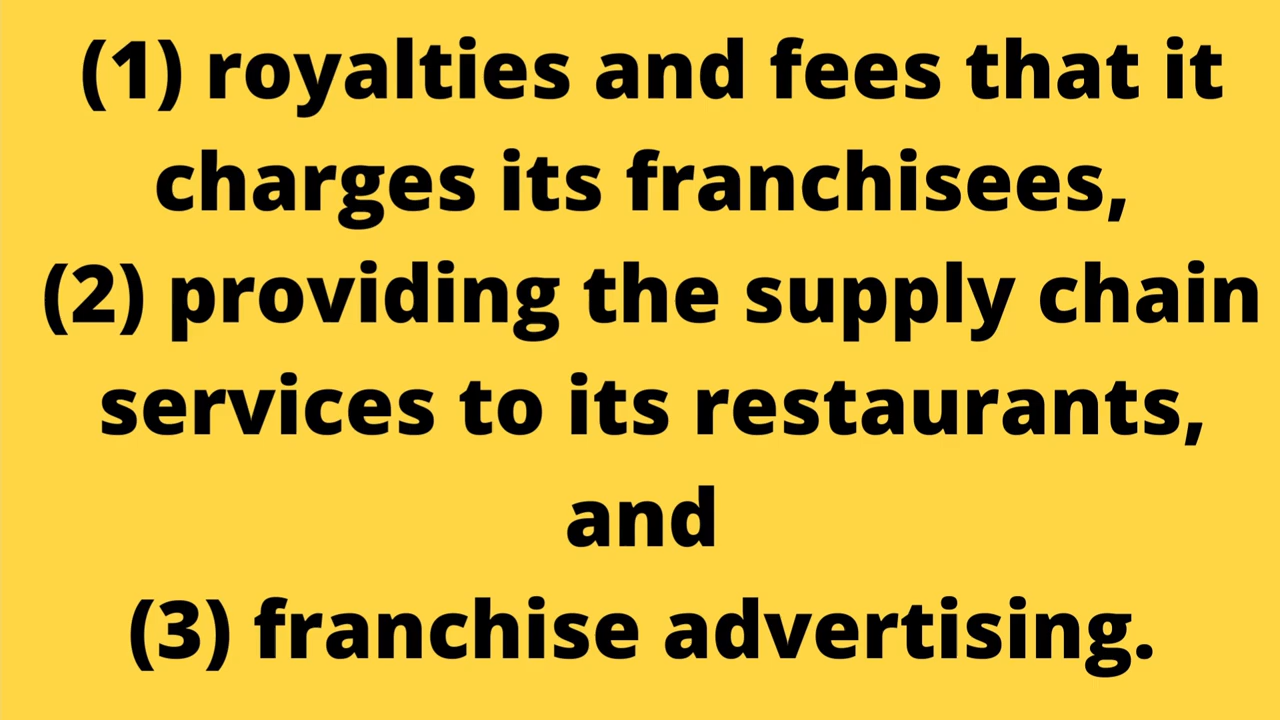 (1) royalties and fees that it
charges its franchisees,
(2) providing the supply chain
services to its restaurants,
and
(3) franchise advertising.